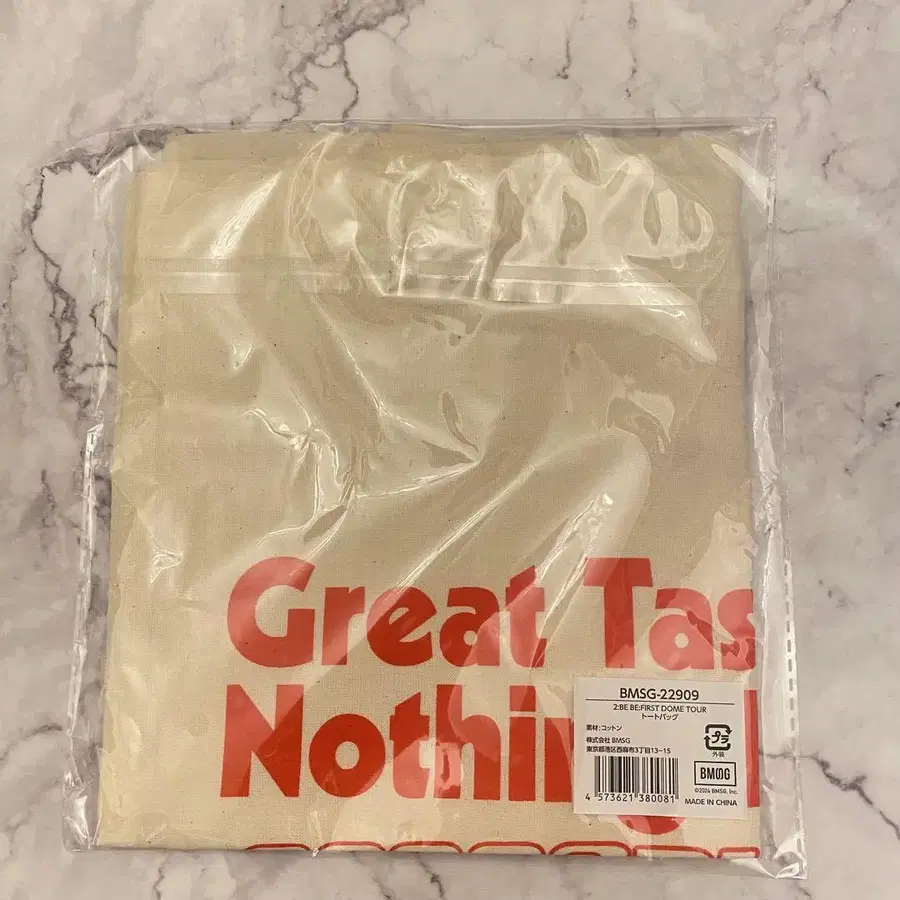 Great Tas
Nothing
BMSG-22909
2:BE BE:FIRST DOME TOUR
トートバッグ
素材:コットン
株式会社 BMSG
東京都港区西麻布3丁目13-15
プラ
外装
BMSG
©2024 BMSG, Inc.
MADE IN CHINA
4 573621 380081